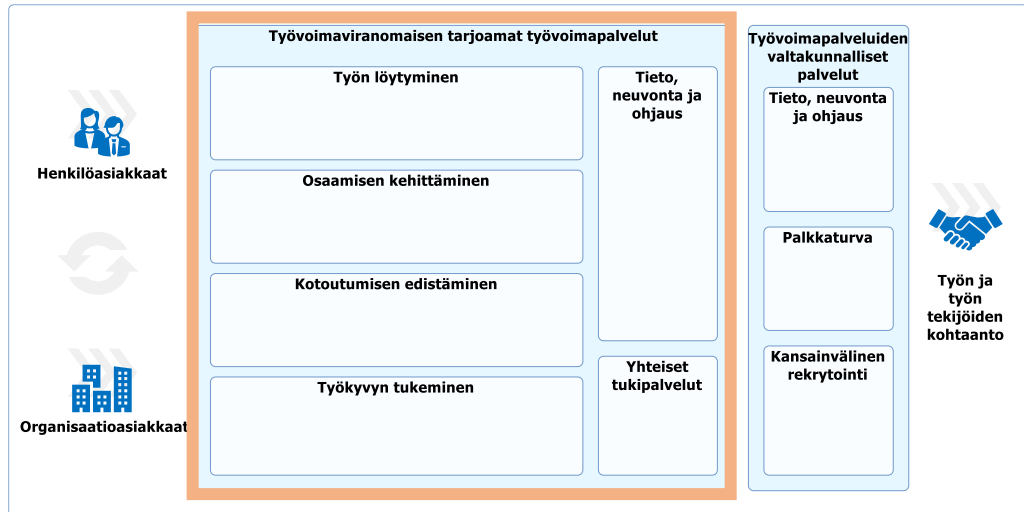 Henkilöasiakkaat
Organisaatioasiakkaat
Työvoimaviranomaisen tarjoamat työvoimapalvelut
Työn löytyminen
Osaamisen kehittäminen
Kotoutumisen edistäminen
Työkyvyn tukeminen
Tieto,
neuvonta ja
ohjaus
Yhteiset
tukipalvelut
Työvoimapalveluiden
valtakunnalliset
palvelut
Tieto, neuvonta
ja ohjaus
Palkkaturva
Kansainvälinen
rekrytointi
Työn ja
työn
tekijöiden
kohtaanto